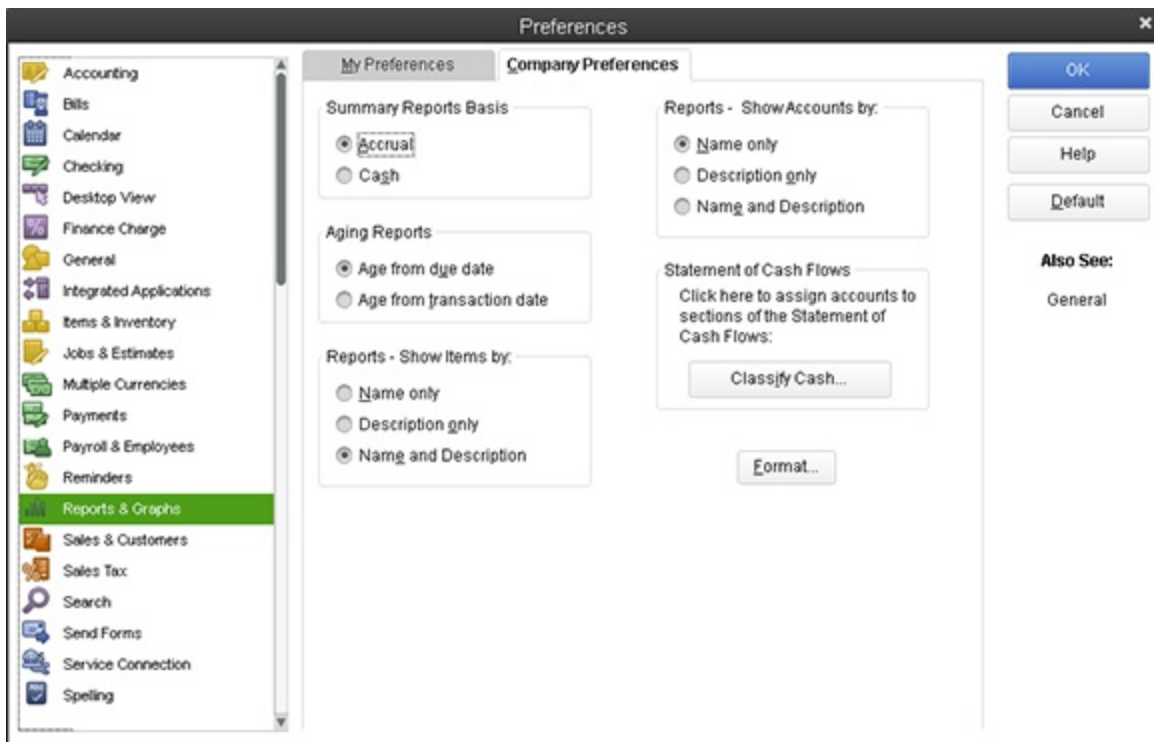 Preferences
Accounting
Bills
Calendar
Checking
Desktop View
Finance Charge
General
Integrated Applications
Items & Inventory
Jobs & Estimates
Multiple Currencies
Payments
Payroll & Employees
Reminders
Reports & Graphs
Sales & Customers
Sales Tax
Search
Send Forms
Service Connection
Spelling
My Preferences
Company Preferences
Summary Reports Basis
Accrual
Cash
Aging Reports
Age from due date
Age from transaction date
Reports - Show Items by:
Name only
Description only
Name and Description
Reports - Show Accounts by:
Name only
Description only
Name and Description
Statement of Cash Flows
Click here to assign accounts to
sections of the Statement of
Cash Flows:
Classify Cash...
Format...
OK
Cancel
Help
Default
Also See:
General